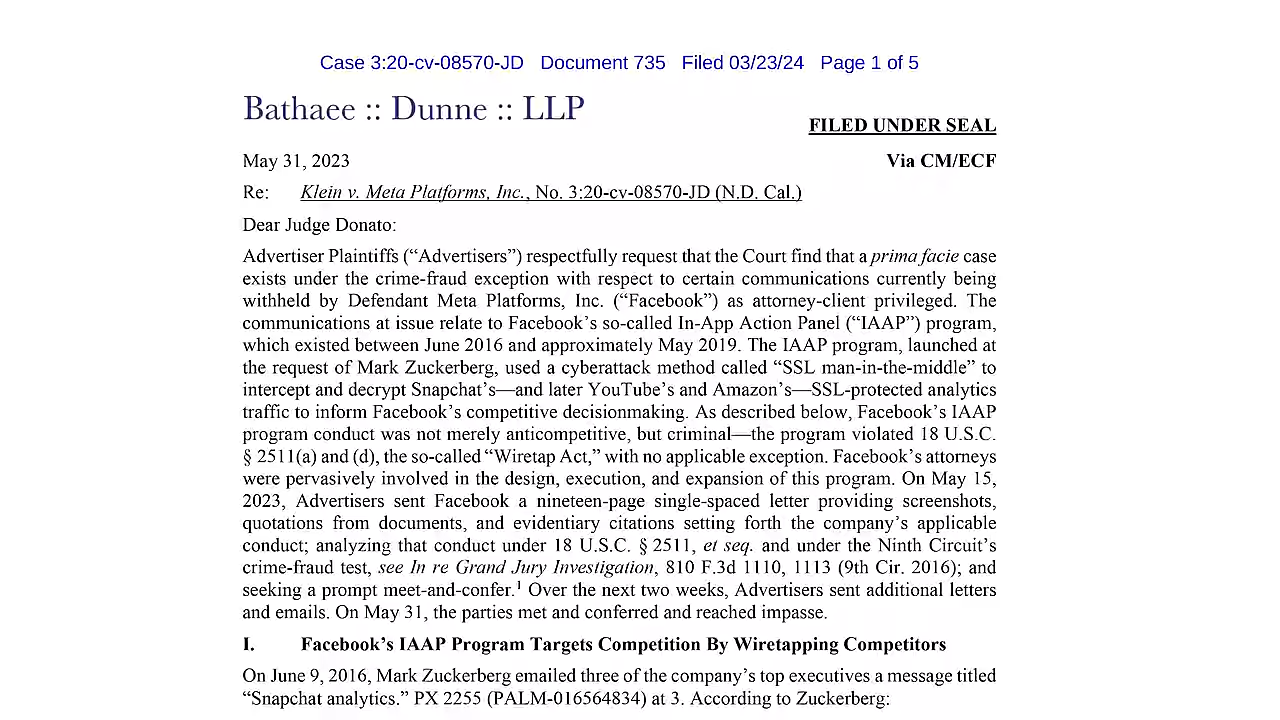 Case 3:20-cv-08570-JD Document 735 Filed 03/23/24 Page 1 of 5
Bathaee :: Dunne :: LLP
FILED UNDER SEAL
May 31, 2023
Via CM/ECF
Re: Klein v. Meta Platforms, Inc., No. 3:20-cv-08570-JD (N.D. Cal.)
Dear Judge Donato:
Advertiser Plaintiffs (“Advertisers”) respectfully request that the Court find that a prima facie case
exists under the crime-fraud exception with respect to certain communications currently being
withheld by Defendant Meta Platforms, Inc. (“Facebook”) as attorney-client privileged. The
communications at issue relate to Facebook’s so-called In-App Action Panel (“IAAP”) program,
which existed between June 2016 and approximately May 2019. The IAAP program, launched at
the request of Mark Zuckerberg, used a cyberattack method called “SSL man-in-the-middle” to
intercept and decrypt Snapchat’s—and later YouTube’s and Amazon’s—SSL-protected analytics
traffic to inform Facebook’s competitive decisionmaking. As described below, Facebook’s IAAP
program conduct was not merely anticompetitive, but criminal—the program violated 18 U.S.C.
§ 2511(a) and (d), the so-called “Wiretap Act,” with no applicable exception. Facebook’s attorneys
were pervasively involved in the design, execution, and expansion of this program. On May 15,
2023, Advertisers sent Facebook a nineteen-page single-spaced letter providing screenshots,
quotations from documents, and evidentiary citations setting forth the company’s applicable
conduct; analyzing that conduct under 18 U.S.C. § 2511, et seq. and under the Ninth Circuit’s
crime-fraud test, see In re Grand Jury Investigation, 810 F.3d 1110, 1113 (9th Cir. 2016); and
seeking a prompt meet-and-confer.1 Over the next two weeks, Advertisers sent additional letters
and emails. On May 31, the parties met and conferred and reached impasse.
I. Facebook’s IAAP Program Targets Competition By Wiretapping Competitors
On June 9, 2016, Mark Zuckerberg emailed three of the company’s top executives a message titled
“Snapchat analytics.” PX 2255 (PALM-016564834) at 3. According to Zuckerberg: